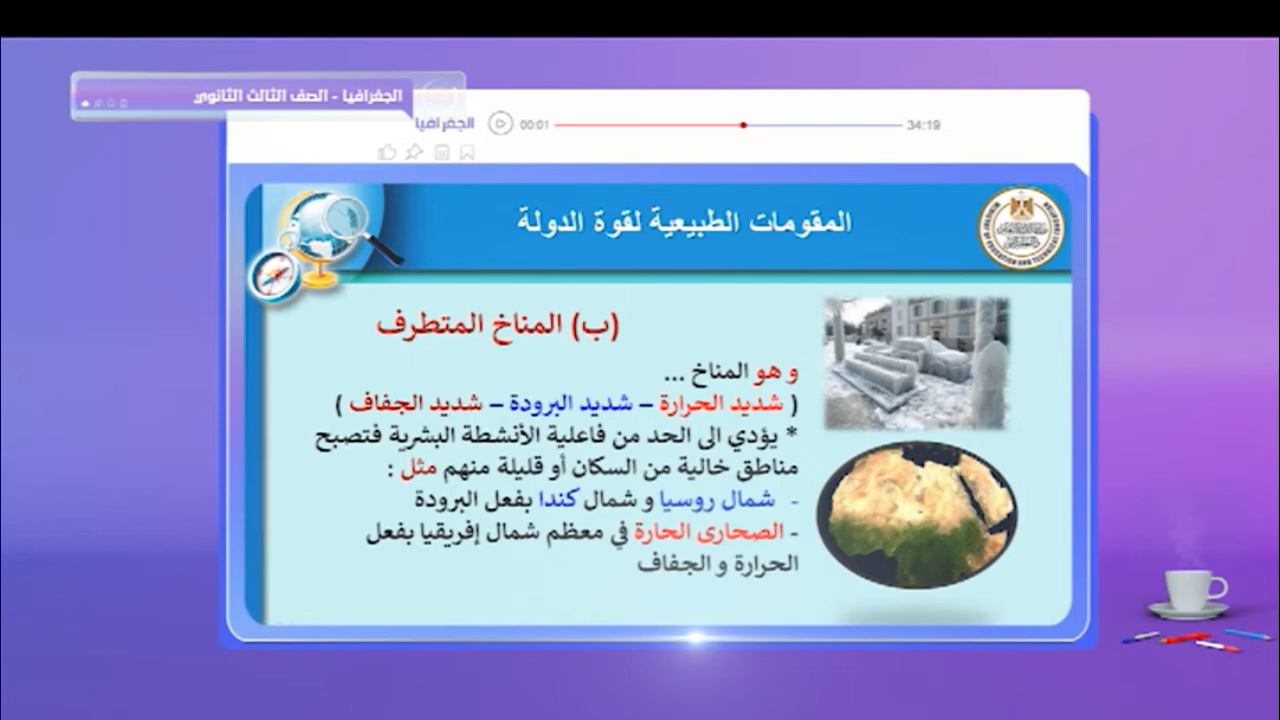 الجغرافيا - الصف الثالث الثانوي
الجغرافيا
00:01
34:19
المقومات الطبيعية لقوة الدولة
(ب) المناخ المتطرف
و هو المناخ ...
( شديد الحرارة – شديد البرودة – شديد الجفاف )
* يؤدي الى الحد من فاعلية الأنشطة البشرية فتصبح
مناطق خالية من السكان أو قليلة منهم مثل :
- شمال روسيا و شمال كندا بفعل البرودة
- الصحارى الحارة في معظم شمال إفريقيا بفعل
الحرارة و الجفاف